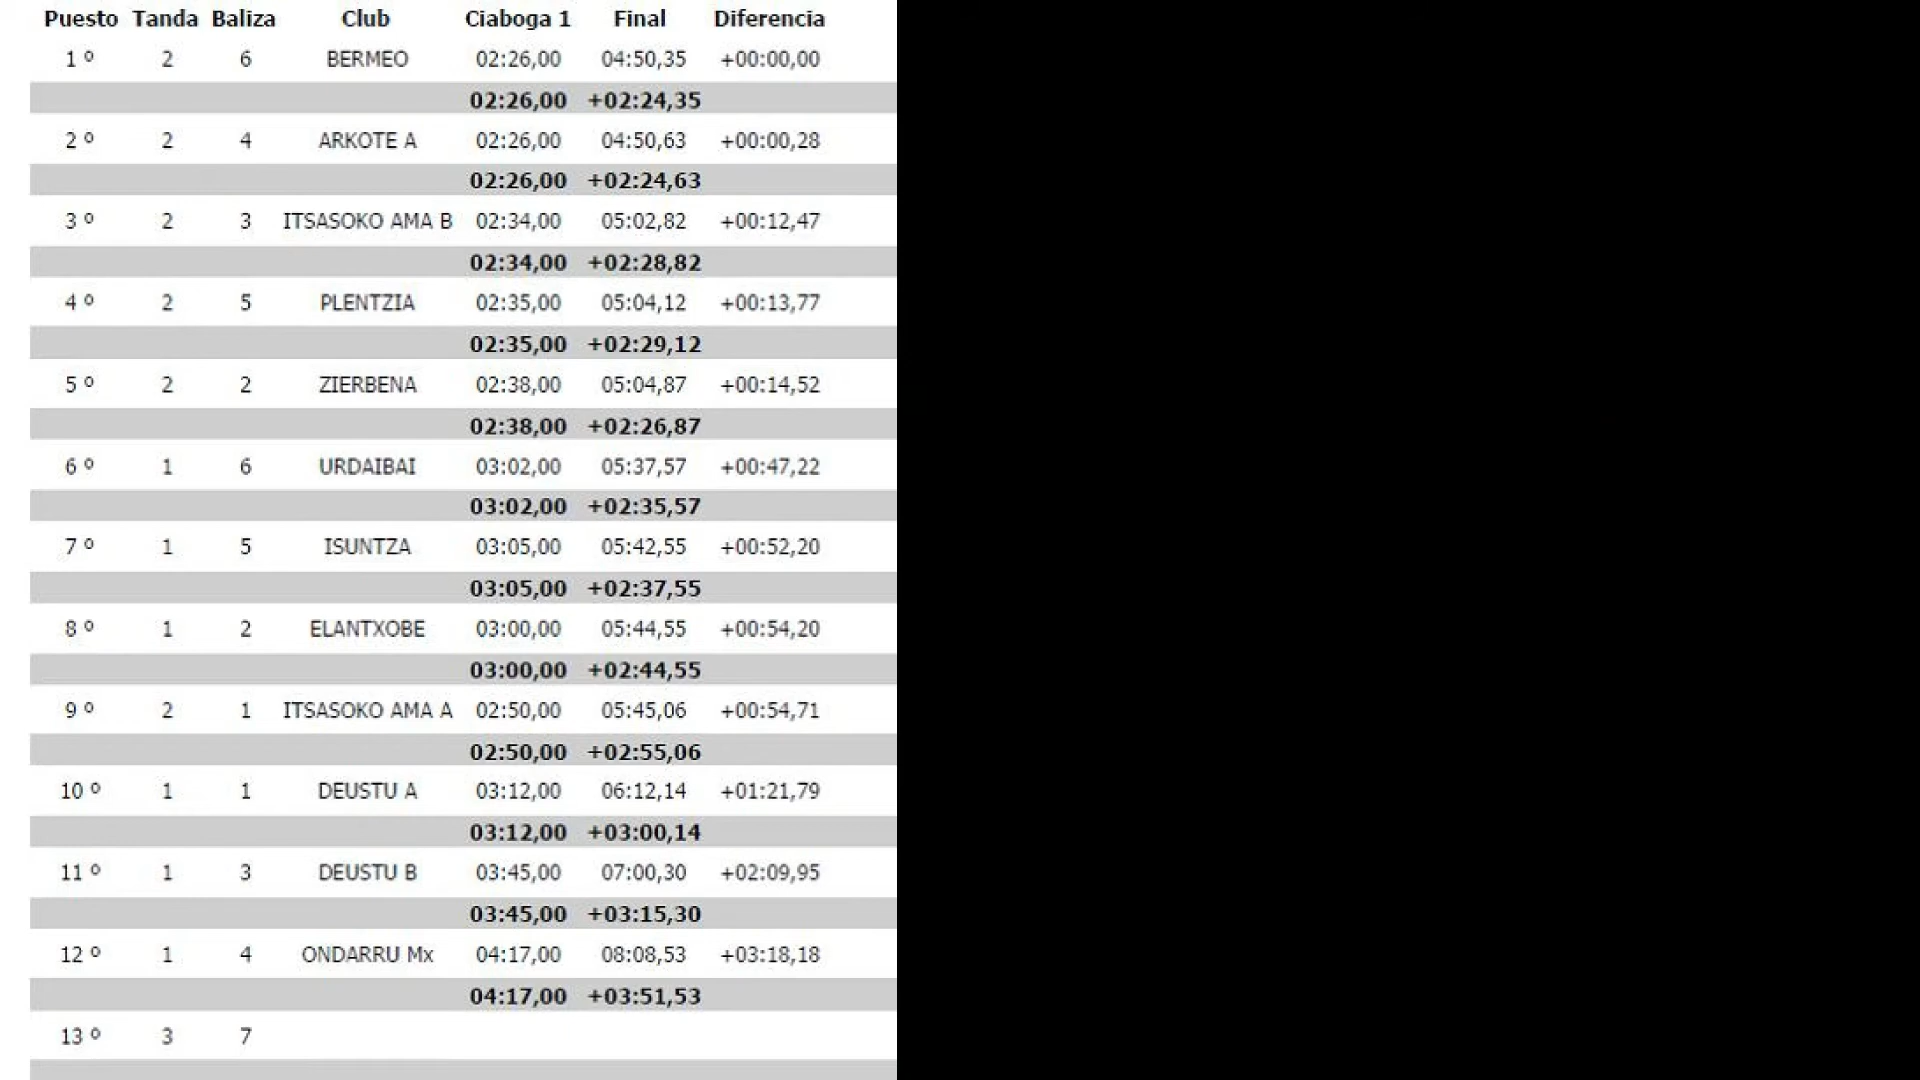 Puesto Tanda Baliza Club Ciaboga 1 Final Diferencia
1 º 2 6 BERMEO 02:26,00 04:50,35 +00:00,00
02:26,00 +02:24,35
2 º 2 4 ARKOTE A 02:26,00 04:50,63 +00:00,28
02:26,00 +02:24,63
3 º 2 3 ITSASOKO AMA B 02:34,00 05:02,82 +00:12,47
02:34,00 +02:28,82
4 º 2 5 PLENTZIA 02:35,00 05:04,12 +00:13,77
02:35,00 +02:29,12
5 º 2 2 ZIERBENA 02:38,00 05:04,87 +00:14,52
02:38,00 +02:26,87
6 º 1 6 URDAIBAI 03:02,00 05:37,57 +00:47,22
03:02,00 +02:35,57
7 º 1 5 ISUNTZA 03:05,00 05:42,55 +00:52,20
03:05,00 +02:37,55
8 º 1 2 ELANTXOBE 03:00,00 05:44,55 +00:54,20
03:00,00 +02:44,55
9 º 2 1 ITSASOKO AMA A 02:50,00 05:45,06 +00:54,71
02:50,00 +02:55,06
10 º 1 1 DEUSTU A 03:12,00 06:12,14 +01:21,79
03:12,00 +03:00,14
11 º 1 3 DEUSTU B 03:45,00 07:00,30 +02:09,95
03:45,00 +03:15,30
12 º 1 4 ONDARRU Mx 04:17,00 08:08,53 +03:18,18
04:17,00 +03:51,53
13 º 3 7